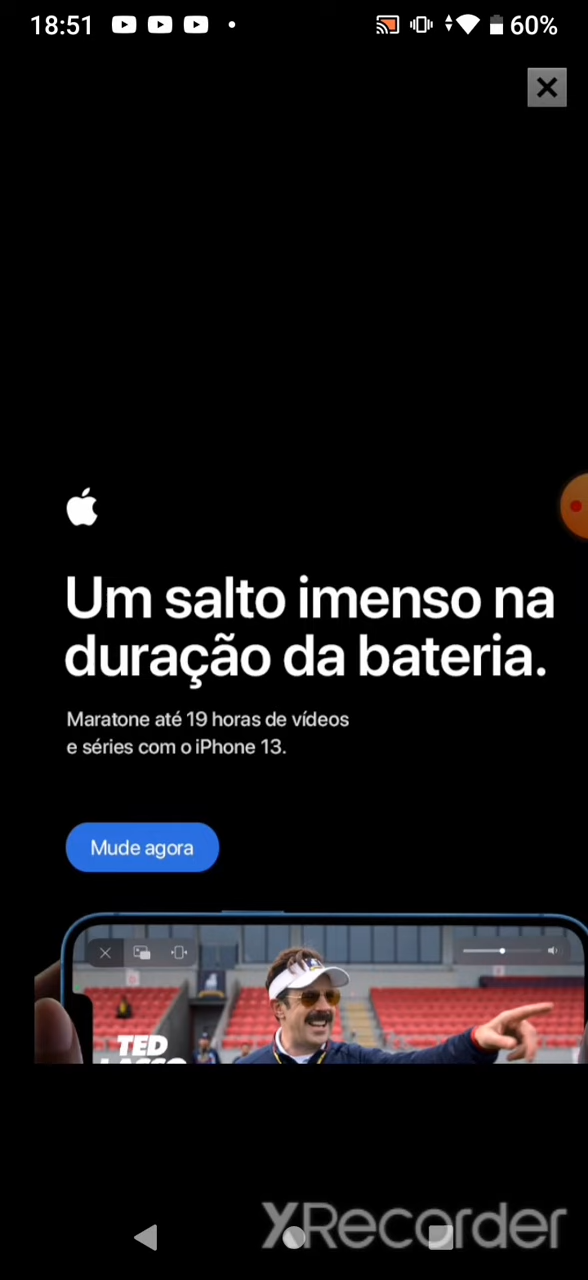 18:51
60%
Um salto imenso na
duração da bateria.
Maratone até 19 horas de vídeos
e séries com o iPhone 13.
Mude agora
TED
LASSO
XRecorder